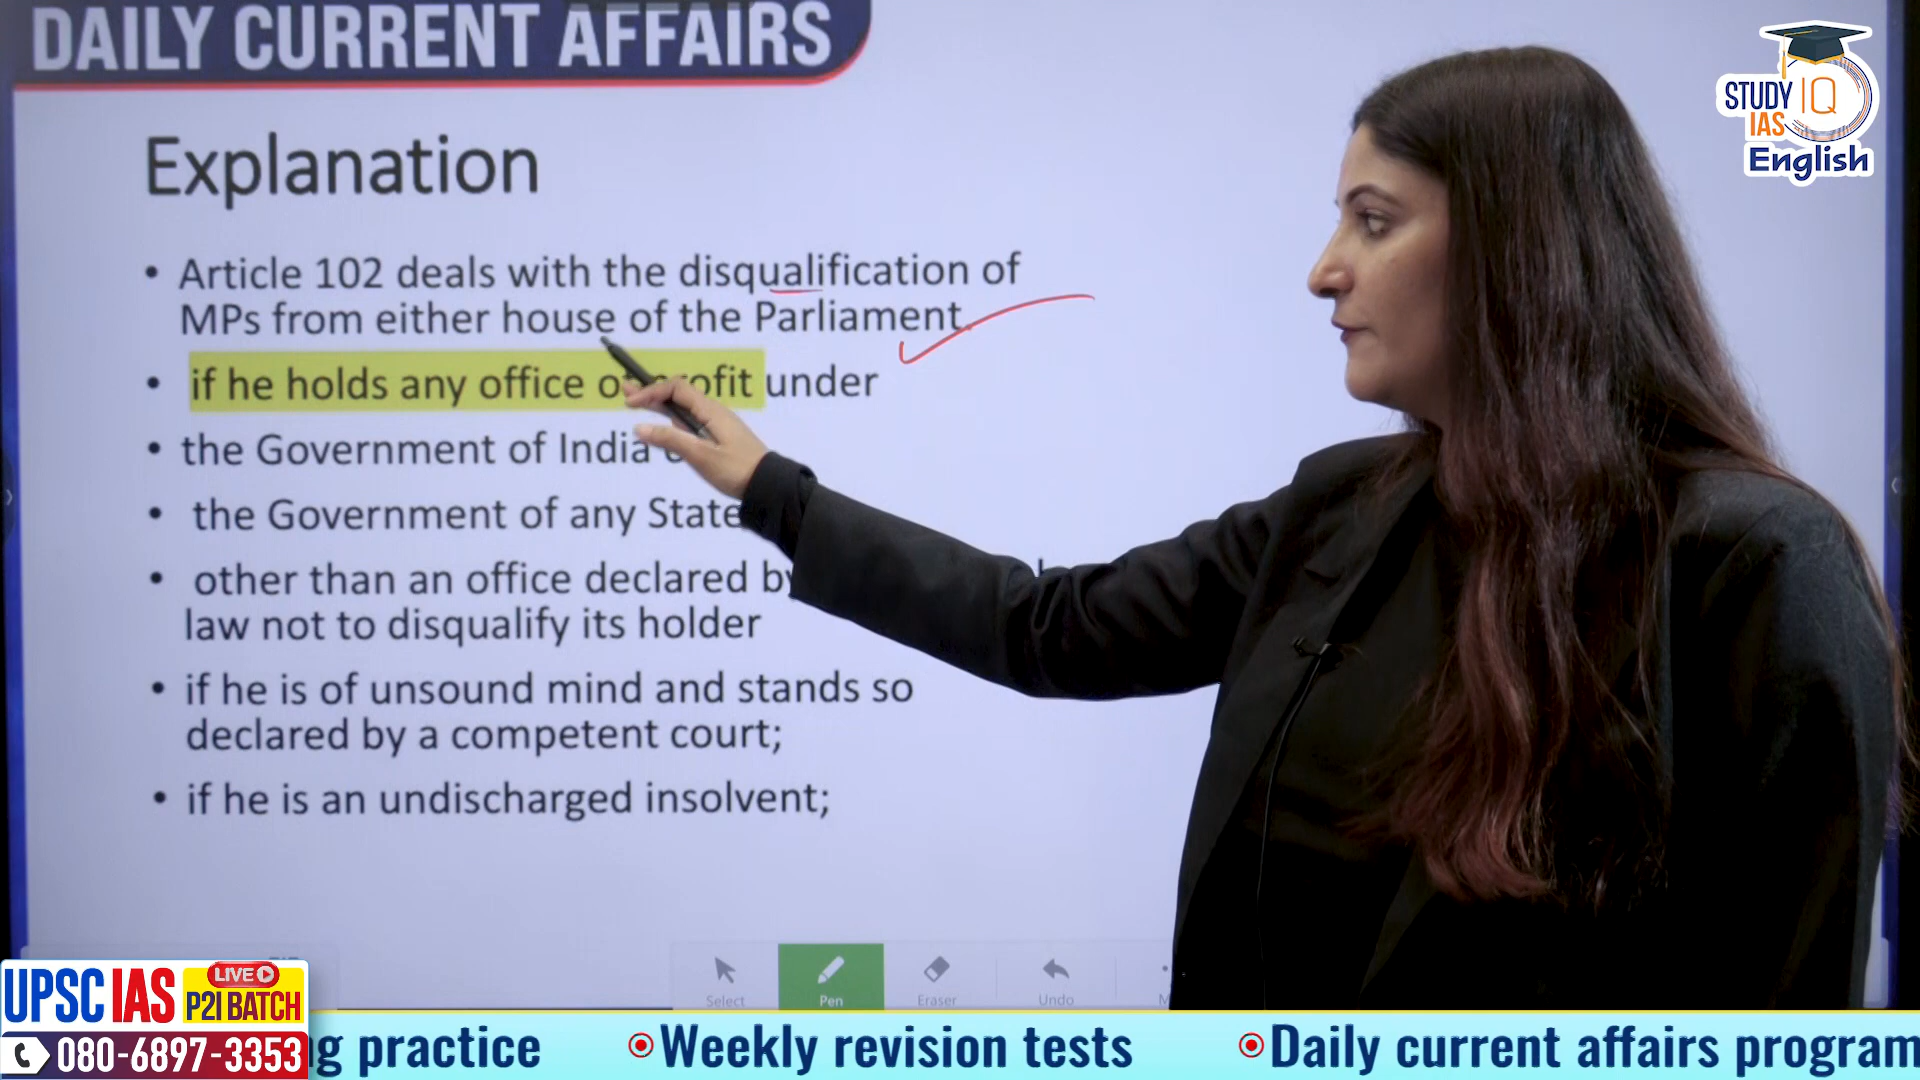 DAILY CURRENT AFFAIRS
STUDY IQ
IAS
English
Explanation
• Article 102 deals with the disqualification of
MPs from either house of the Parliament.
• if he holds any office of profit under
• the Government of India
• the Government of any State
• other than an office declared by
law not to disqualify its holder
• if he is of unsound mind and stands so
declared by a competent court;
• if he is an undischarged insolvent;
Select Pen Eraser Undo
UPSC IAS LIVE P2I BATCH
080-6897-3353
practice Weekly revision tests Daily current affairs program